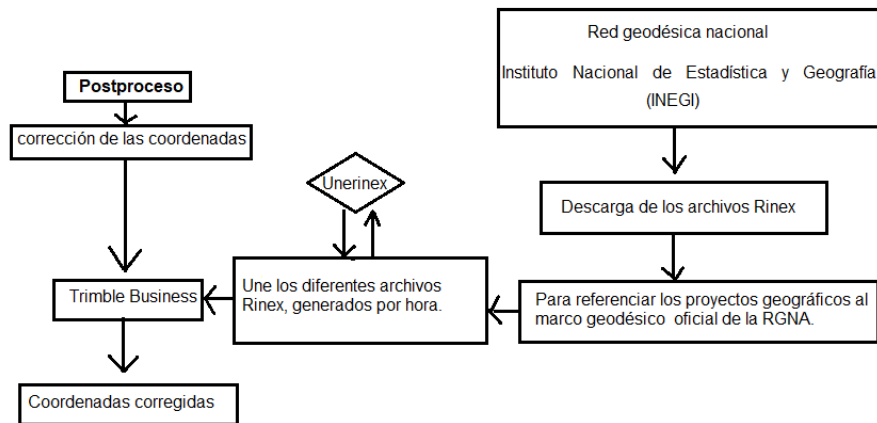 Red geodésica nacional
Instituto Nacional de Estadística y Geografía
(INEGI)
Postproceso
corrección de las coordenadas
Unerinex
Descarga de los archivos Rinex
Trimble Business
Une los diferentes archivos
Rinex, generados por hora.
Para referenciar los proyectos geográficos al
marco geodésico oficial de la RGNA.
Coordenadas corregidas